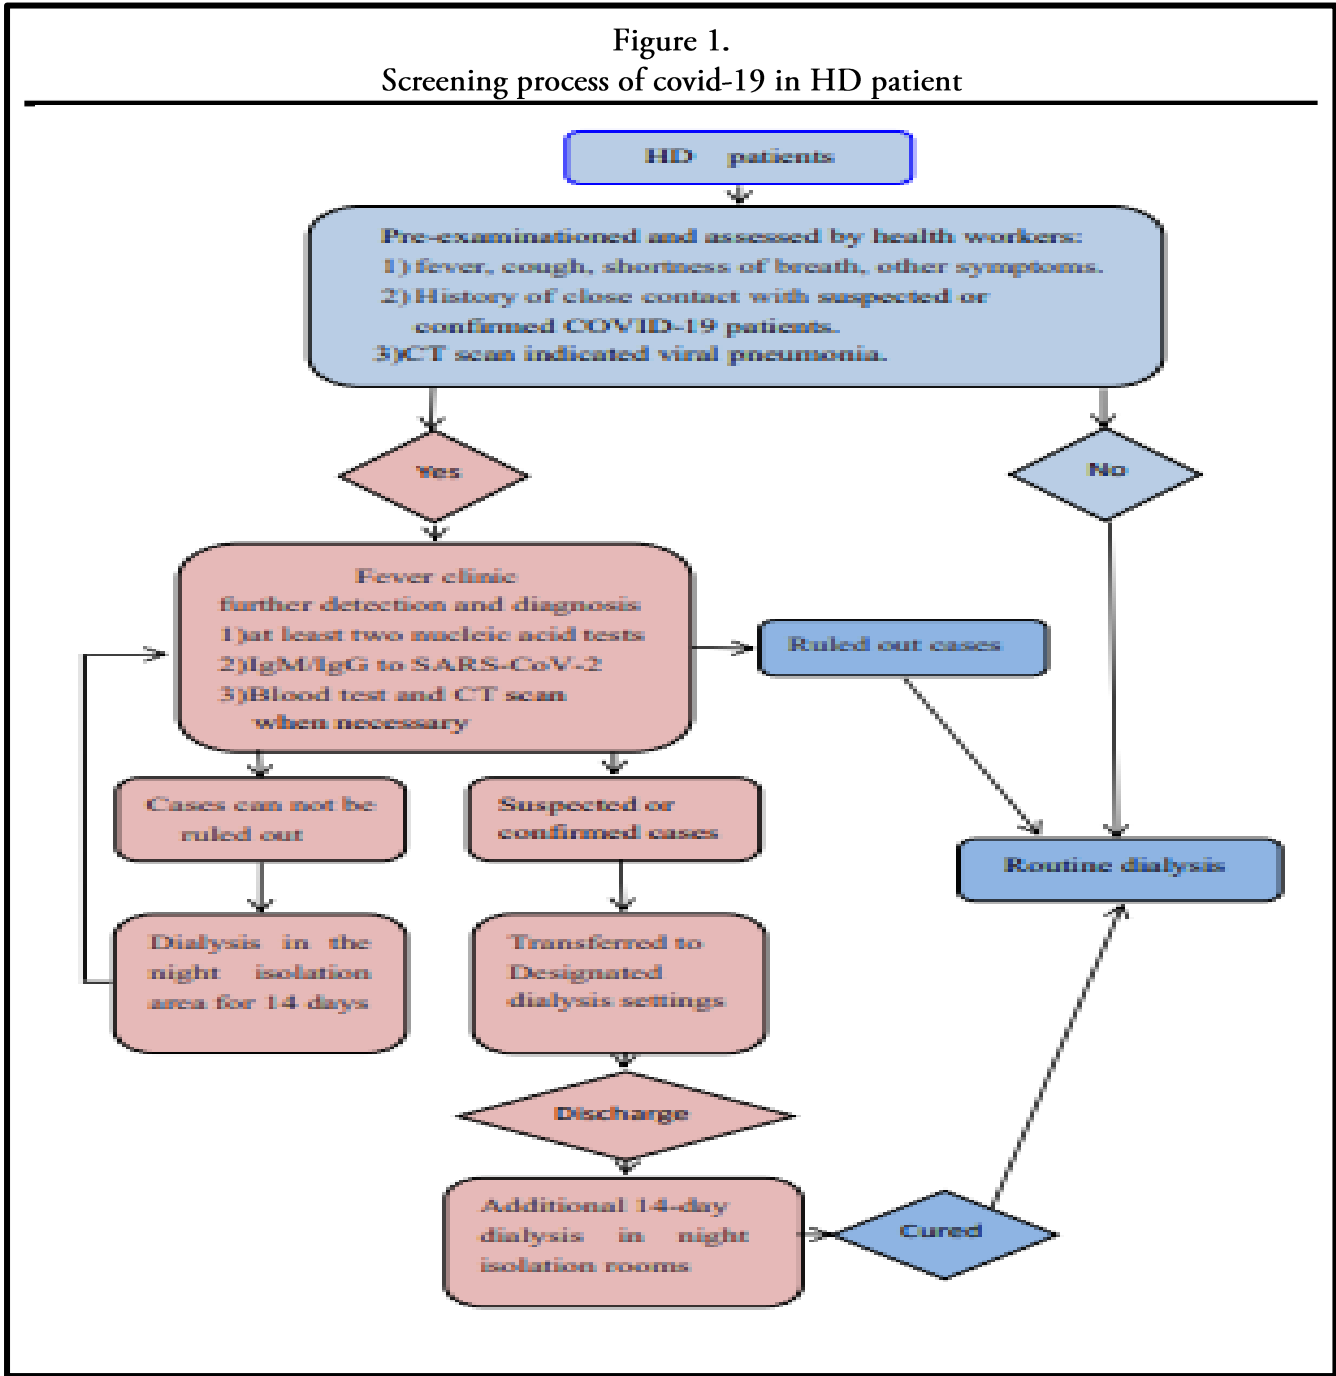 Figure 1.
Screening process of covid-19 in HD patient
HD patients
Pre-examinationed and assessed by health workers:
1) fever, cough, shortness of breath, other symptoms.
2) History of close contact with suspected or
confirmed COVID-19 patients.
3)CT scan indicated viral pneumonia.
Yes
No
Fever clinic
further detection and diagnosis
1)at least two nucleic acid tests
2)IgM/IgG to SARS-CoV-2
3)Blood test and CT scan
when necessary
Ruled out cases
Cases can not be
ruled out
Suspected or
confirmed cases
Routine dialysis
Dialysis in the
night isolation
area for 14 days
Transferred to
Designated
dialysis settings
Discharge
Additional 14-day
dialysis in night
isolation rooms
Cured